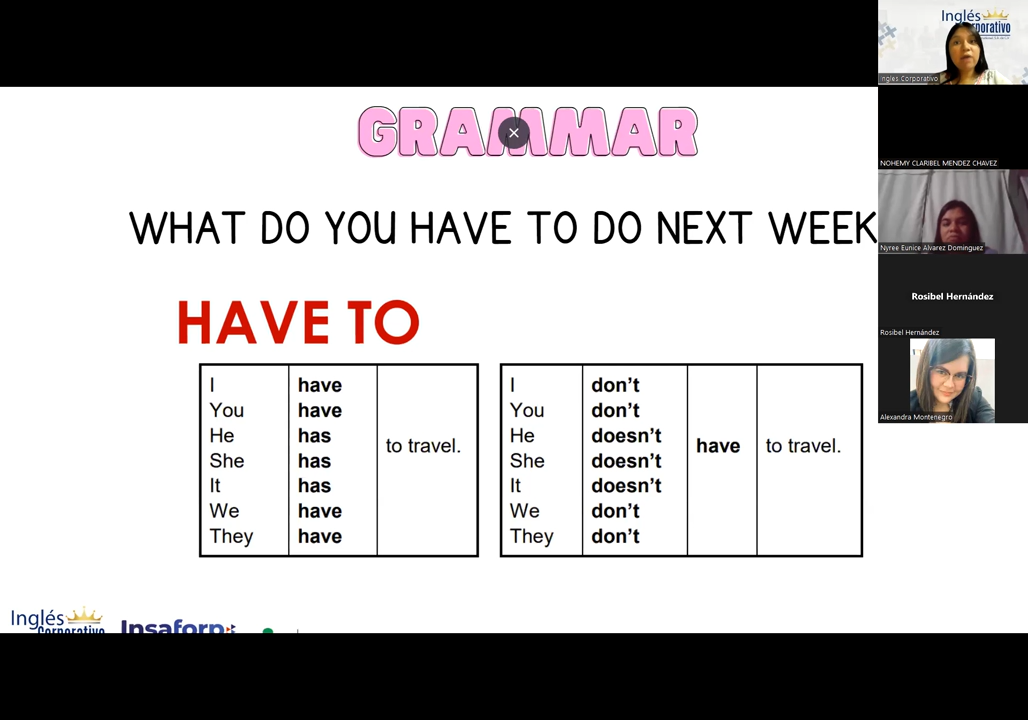 GRAMMAR
WHAT DO YOU HAVE TO DO NEXT WEEK
HAVE TO
I have
You have
He has
She has
to travel.
It has
We have
They have
I don't
You don't
He doesn't
She doesn't
have to travel.
It doesn't
We don't
They don't
Inglés
Corporativo
Insaforp
Inglés
Corporativo
Ingles Corporativo
NOHEMY CLARIBEL MENDEZ CHAVEZ
Nyree Eunice Alvarez Dominguez
Rosibel Hernández
Rosibel Hernández
Alexandra Montenegro